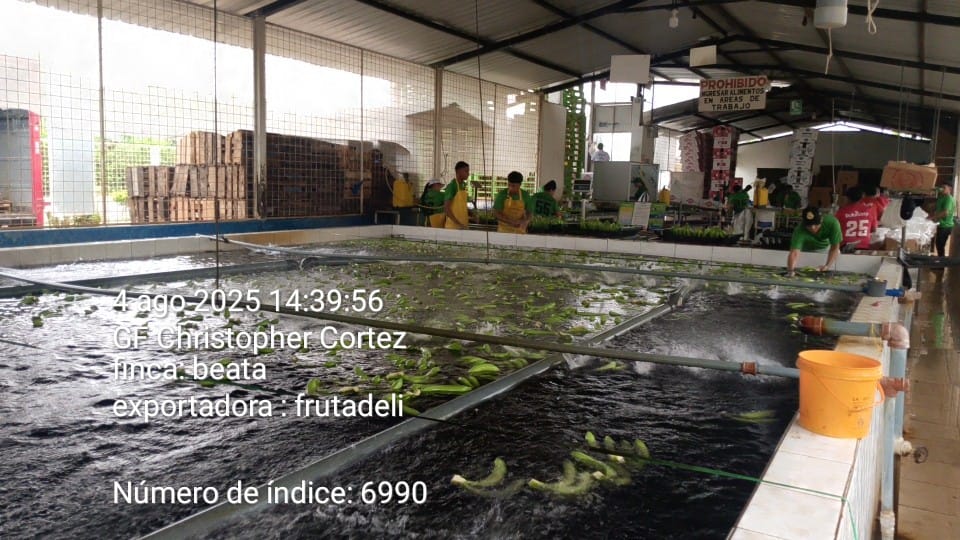 PROHIBIDO
INGRESAR ALIMENTOS
EN AREAS DE
TRABAJO
25
4 ago 2025 14:39:56
GF Christopher Cortez
finca: beata
exportadora : frutadeli
Número de índice: 6990